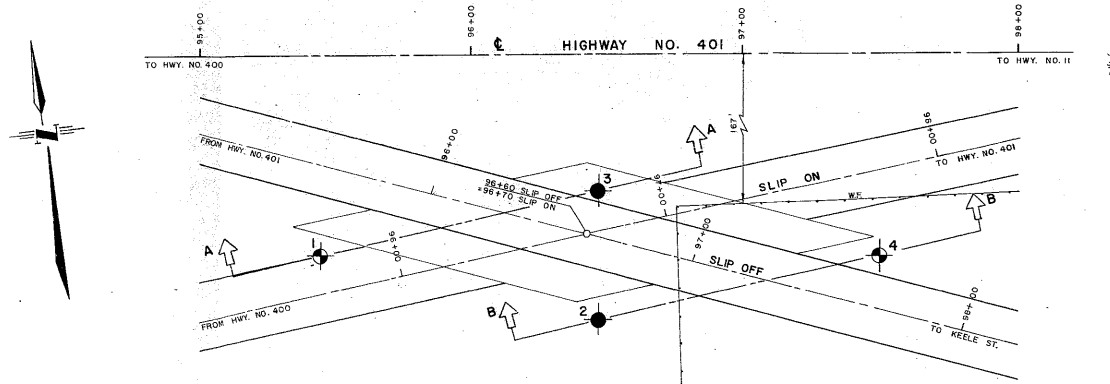 95+00
96+00
97+00
98+00
℄ HIGHWAY NO. 401
TO HWY. NO. 400
TO HWY. NO. 11
167'
FROM HWY. NO. 401
96+00
A
96+00
TO HWY. NO. 401
3
96+60 SLIP OFF
=96+70 SLIP ON
96+00
SLIP ON
W.F.
B
A
1
96+00
97+00
SLIP OFF
4
FROM HWY. NO. 400
B
2
98+00
TO KEELE ST.